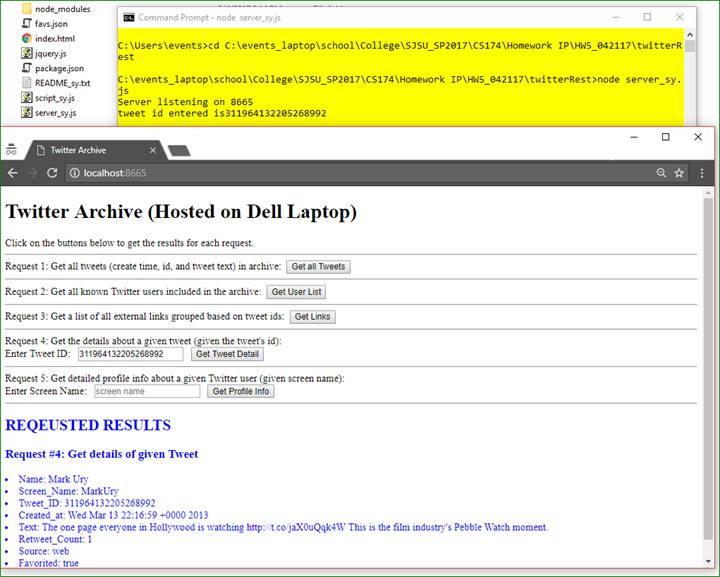 node_modules
favs.json
index.html
jquery.js
package.json
README_sy.txt
script_sy.js
server_sy.js
Command Prompt - node server_sy.js
C:\Users\events>cd C:\events_laptop\school\College\SJSU_SP2017\CS174\Homework IP\HW5_042117\twitterR
est
C:\events_laptop\school\College\SJSU_SP2017\CS174\Homework IP\HW5_042117\twitterRest>node server_sy.
js
Server listening on 8665
tweet id entered is311964132205268992
Twitter Archive
localhost:8665
Twitter Archive (Hosted on Dell Laptop)
Click on the buttons below to get the results for each request.
Request 1: Get all tweets (create time, id, and tweet text) in archive: Get all Tweets
Request 2: Get all known Twitter users included in the archive: Get User List
Request 3: Get a list of all external links grouped based on tweet ids: Get Links
Request 4: Get the details about a given tweet (given the tweet's id):
Enter Tweet ID: 311964132205268992 Get Tweet Detail
Request 5: Get detailed profile info about a given Twitter user (given screen name):
Enter Screen Name: screen name Get Profile Info
REQEUSTED RESULTS
Request #4: Get details of given Tweet
• Name: Mark Ury
• Screen_Name: MarkUry
• Tweet_ID: 311964132205268992
• Created_at: Wed Mar 13 22:16:59 +0000 2013
• Text: The one page everyone in Hollywood is watching http://t.co/jaX0uQqk4W This is the film industry's Pebble Watch moment.
• Retweet_Count: 1
• Source: web
• Favorited: true